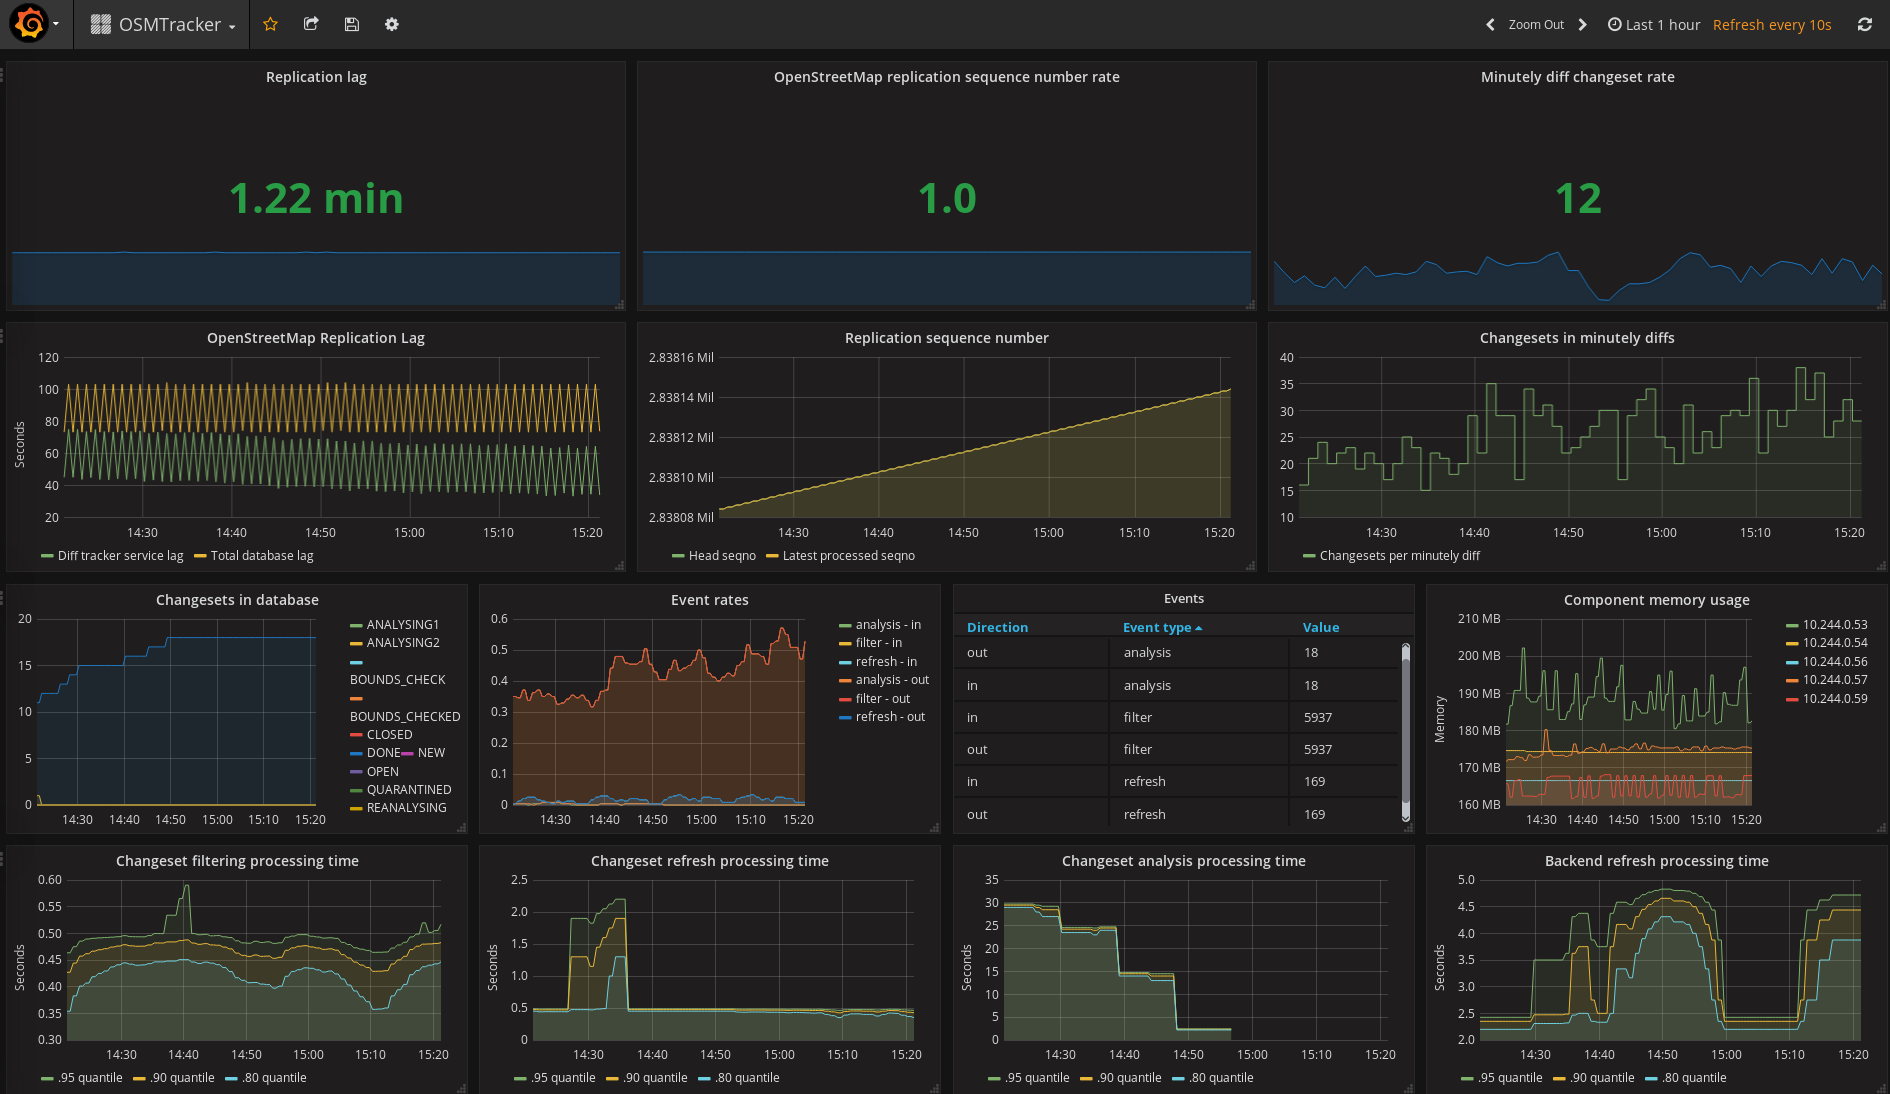 OSMTracker
Zoom Out
Last 1 hour
Refresh every 10s
Replication lag
1.22 min
OpenStreetMap replication sequence number rate
1.0
Minutely diff changeset rate
12
OpenStreetMap Replication Lag
Seconds
120
100
80
60
40
20
14:30 14:40 14:50 15:00 15:10 15:20
Diff tracker service lag Total database lag
Replication sequence number
2.83816 Mil
2.83814 Mil
2.83812 Mil
2.83810 Mil
2.83808 Mil
14:30 14:40 14:50 15:00 15:10 15:20
Head seqno Latest processed seqno
Changesets in minutely diffs
40
35
30
25
20
15
10
14:30 14:40 14:50 15:00 15:10 15:20
Changesets per minutely diff
Changesets in database
20
15
10
5
0
14:30 14:40 14:50 15:00 15:10 15:20
ANALYSING1
ANALYSING2
BOUNDS_CHECK
BOUNDS_CHECKED
CLOSED
DONE NEW
OPEN
QUARANTINED
REANALYSING
Event rates
0.6
0.5
0.4
0.3
0.2
0.1
0
14:30 14:40 14:50 15:00 15:10 15:20
analysis - in
filter - in
refresh - in
analysis - out
filter - out
refresh - out
Events
Direction Event type Value
out analysis 18
in analysis 18
in filter 5937
out filter 5937
in refresh 169
out refresh 169
Component memory usage
Memory
210 MB
200 MB
190 MB
180 MB
170 MB
160 MB
14:30 14:40 14:50 15:00 15:10 15:20
10.244.0.53
10.244.0.54
10.244.0.56
10.244.0.57
10.244.0.59
Changeset filtering processing time
Seconds
0.60
0.55
0.50
0.45
0.40
0.35
0.30
14:30 14:40 14:50 15:00 15:10 15:20
.95 quantile .90 quantile .80 quantile
Changeset refresh processing time
Seconds
2.5
2.0
1.5
1.0
0.5
0
14:30 14:40 14:50 15:00 15:10 15:20
.95 quantile .90 quantile .80 quantile
Changeset analysis processing time
Seconds
35
30
25
20
15
10
5
0
14:30 14:40 14:50 15:00 15:10 15:20
.95 quantile .90 quantile .80 quantile
Backend refresh processing time
Seconds
5.0
4.5
4.0
3.5
3.0
2.5
2.0
14:30 14:40 14:50 15:00 15:10 15:20
.95 quantile .90 quantile .80 quantile